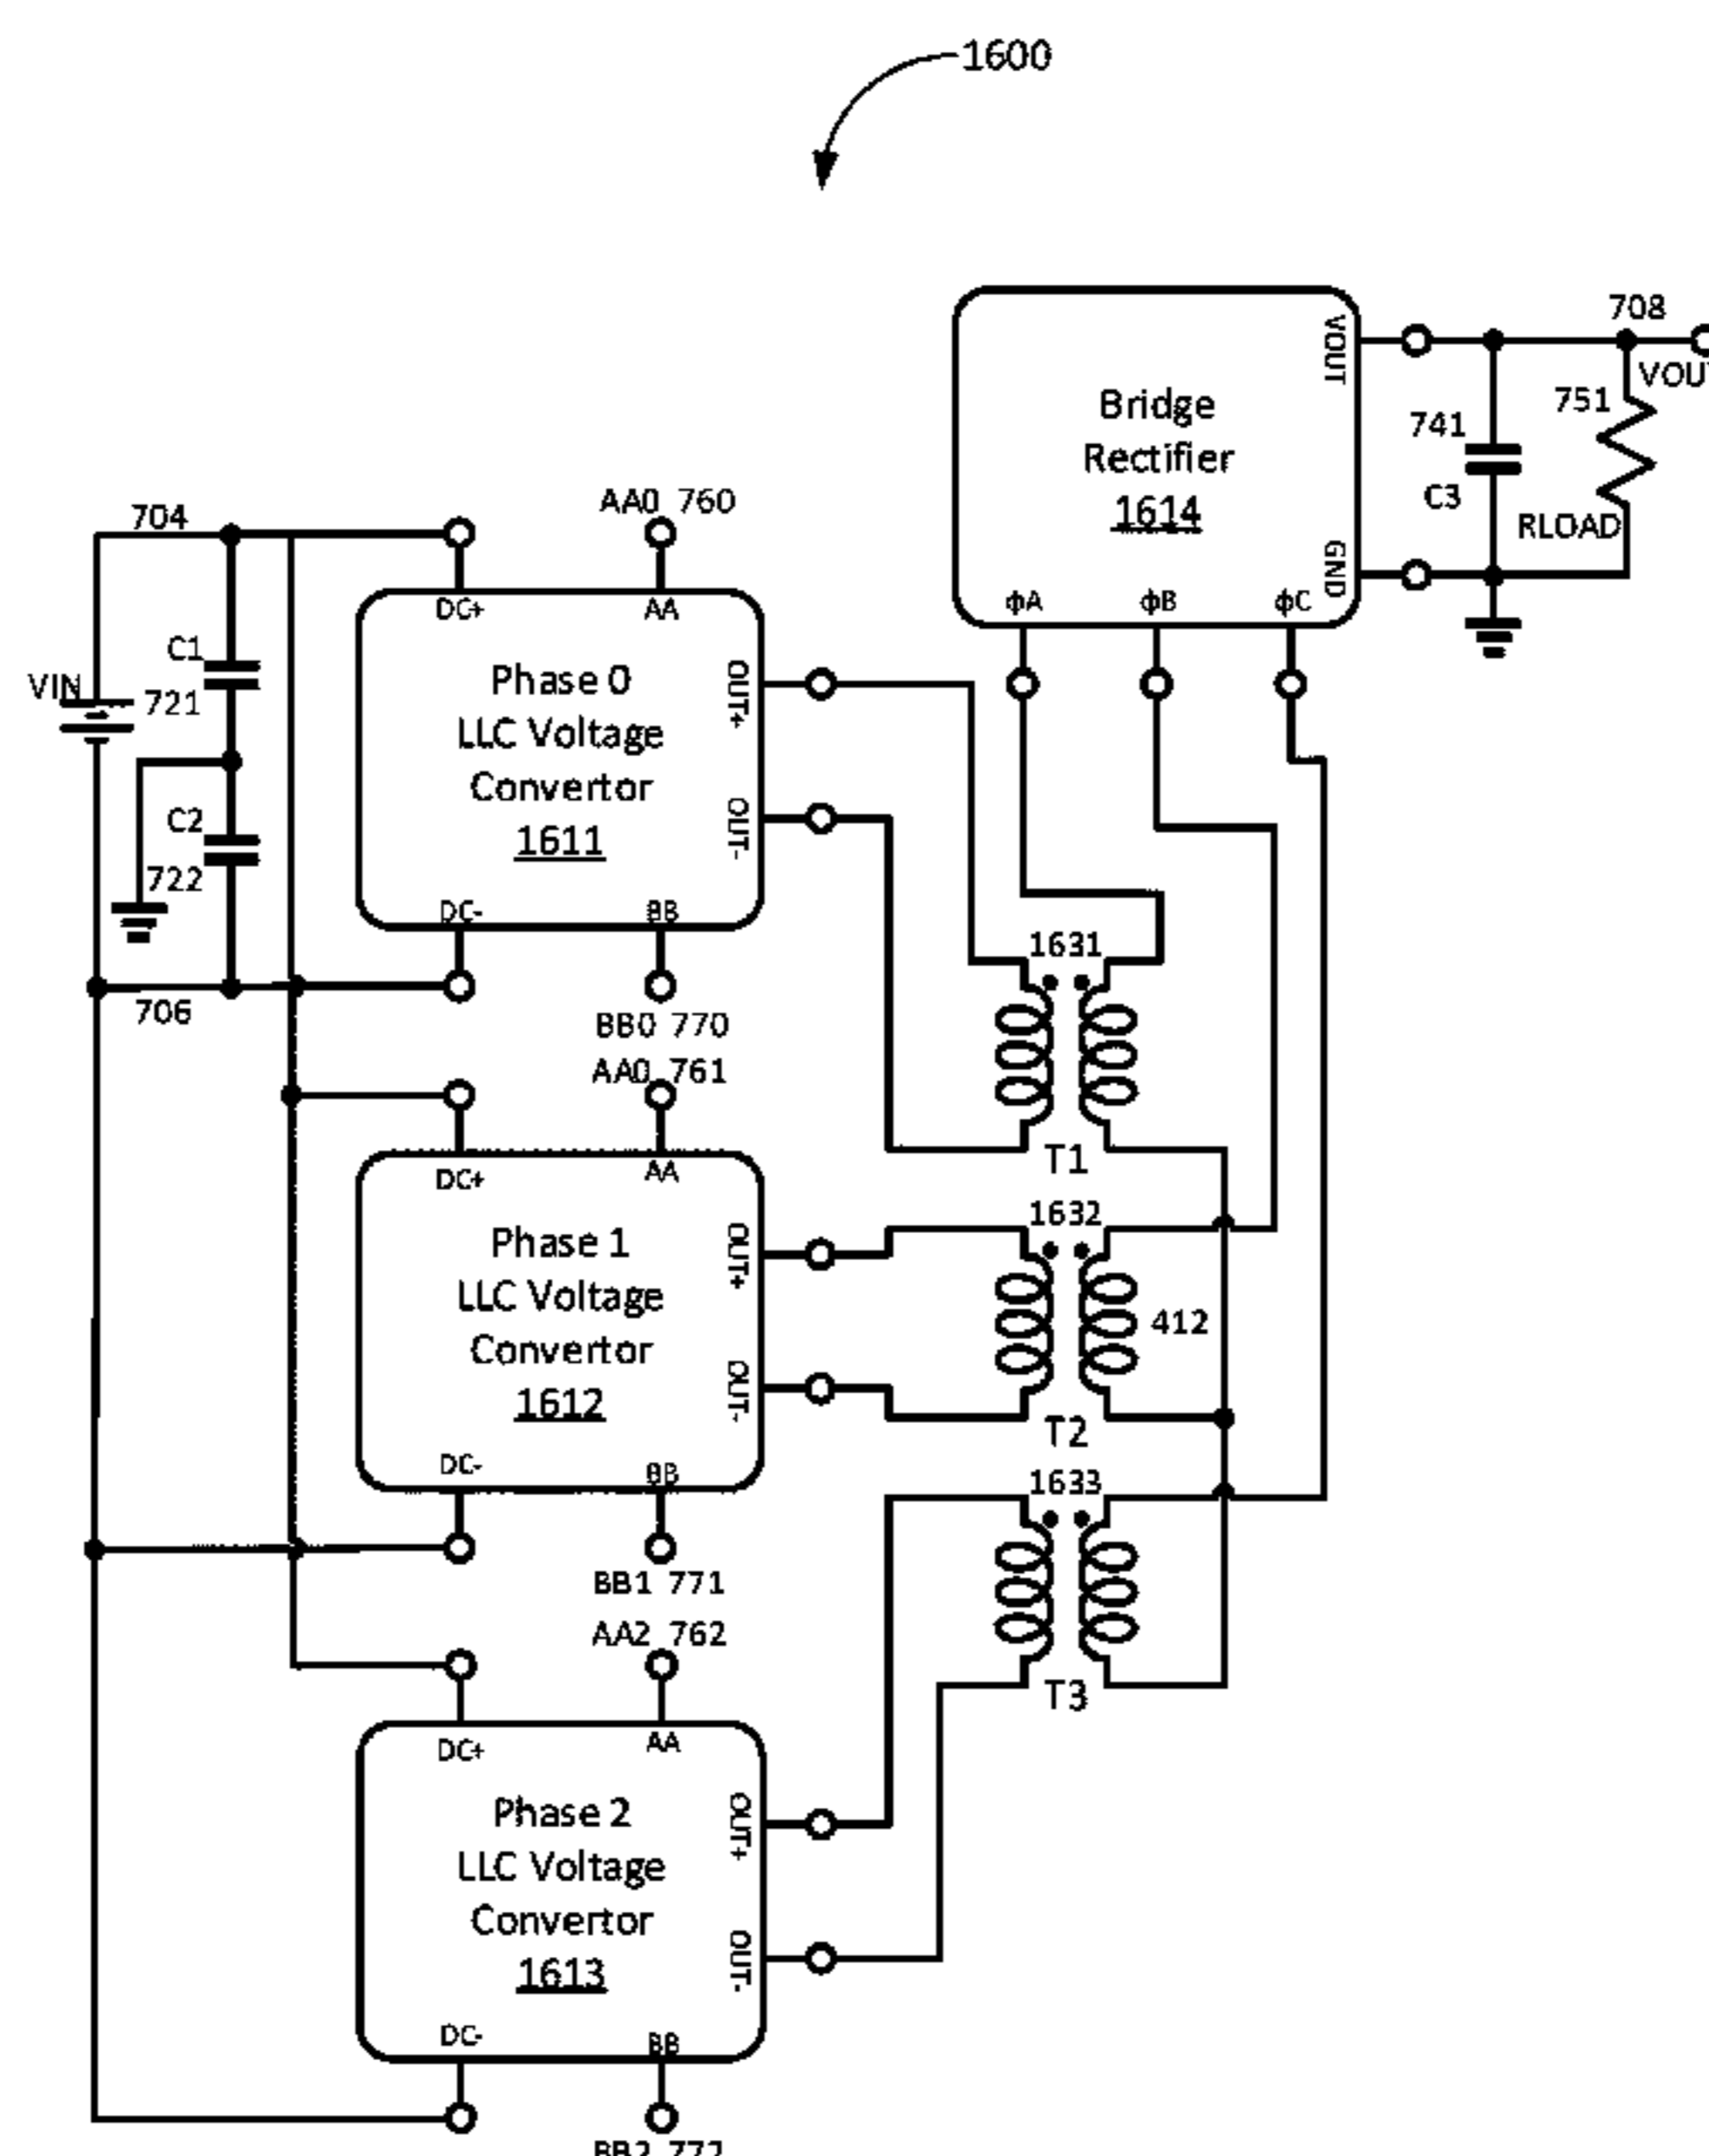 1600
708
VOUT
VOU
751
741
Bridge
Rectifier
1614
C3
RLOAD
GND
ϕA
ϕB
ϕC
704
AA0 760
DC+
AA
C1
VIN
721
Phase 0
LLC Voltage
Convertor
1611
OUT+
OUT-
C2
722
DC-
BB
706
BB0 770
1631
T1
AA0 761
DC+
AA
Phase 1
LLC Voltage
Convertor
1612
OUT+
OUT-
1632
412
T2
DC-
BB
BB1 771
1633
T3
AA2 762
DC+
AA
Phase 2
LLC Voltage
Convertor
1613
OUT+
OUT-
DC-
BB
BB2 772